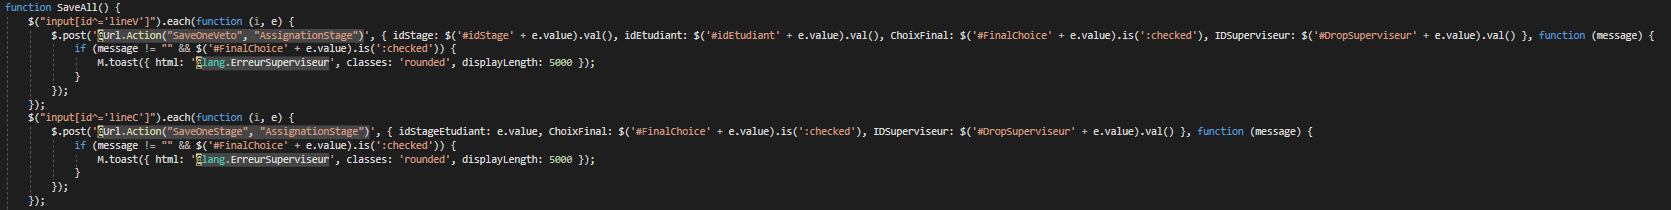 function SaveAll() {
$("input[id^='lineV']").each(function (i, e) {
$.post('@Url.Action("SaveOneVeto", "AssignationStage")', { idStage: $('#idStage' + e.value).val(), idEtudiant: $('#idEtudiant' + e.value).val(), ChoixFinal: $('#FinalChoice' + e.value).is(':checked'), IDSuperviseur: $('#DropSuperviseur' + e.value).val() }, function (message) {
if (message != "" && $('#FinalChoice' + e.value).is(':checked')) {
M.toast({ html: '@lang.ErreurSuperviseur', classes: 'rounded', displayLength: 5000 });
}
});
});
$("input[id^='lineC']").each(function (i, e) {
$.post('@Url.Action("SaveOneStage", "AssignationStage")', { idStageEtudiant: e.value, ChoixFinal: $('#FinalChoice' + e.value).is(':checked'), IDSuperviseur: $('#DropSuperviseur' + e.value).val() }, function (message) {
if (message != "" && $('#FinalChoice' + e.value).is(':checked')) {
M.toast({ html: '@lang.ErreurSuperviseur', classes: 'rounded', displayLength: 5000 });
}
});
});